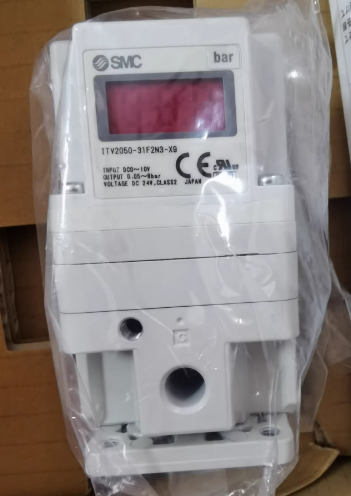 SMC
bar
ITV2050-31F2N3-X9
INPUT DC0~10V
OUTPUT 0.05~9bar
VOLTAGE DC 24V,CLASS2 JAPAN
CE